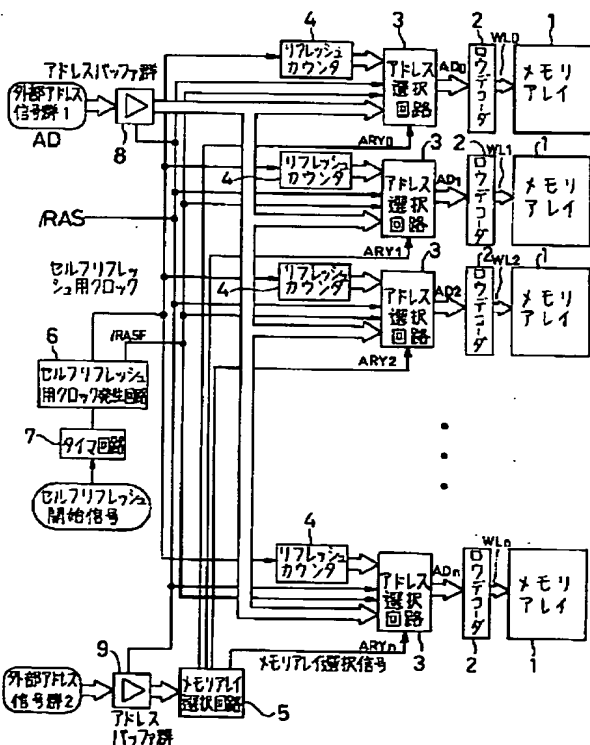 4
リフレッシュ
カウンタ
3
アドレス
選択
回路
AD0
2
ロウデコーダ
WL0
1
メモリ
アレイ
アドレスバッファ群
外部アドレス
信号群1
AD
8
ARY0
リフレッシュ
カウンタ
4
3
アドレス
選択
回路
AD1
2
ロウデコーダ
WL1
1
メモリ
アレイ
/RAS
ARY1
セルフリフレッ
シュ用クロック
リフレッシュ
カウンタ
4
3
アドレス
選択
回路
AD2
2
ロウデコーダ
WL2
1
メモリ
アレイ
/RASF
ARY2
6
セルフリフレッシュ
用クロック発生回路
7
タイマ回路
セルフリフレッシュ
開始信号
4
リフレッシュ
カウンタ
アドレス
選択
回路
3
ADn
ロウデコーダ
2
WLn
メモリ
アレイ
1
ARYn
メモリアレイ選択信号
9
外部アドレス
信号群2
アドレス
バッファ群
メモリアレイ
選択回路
5